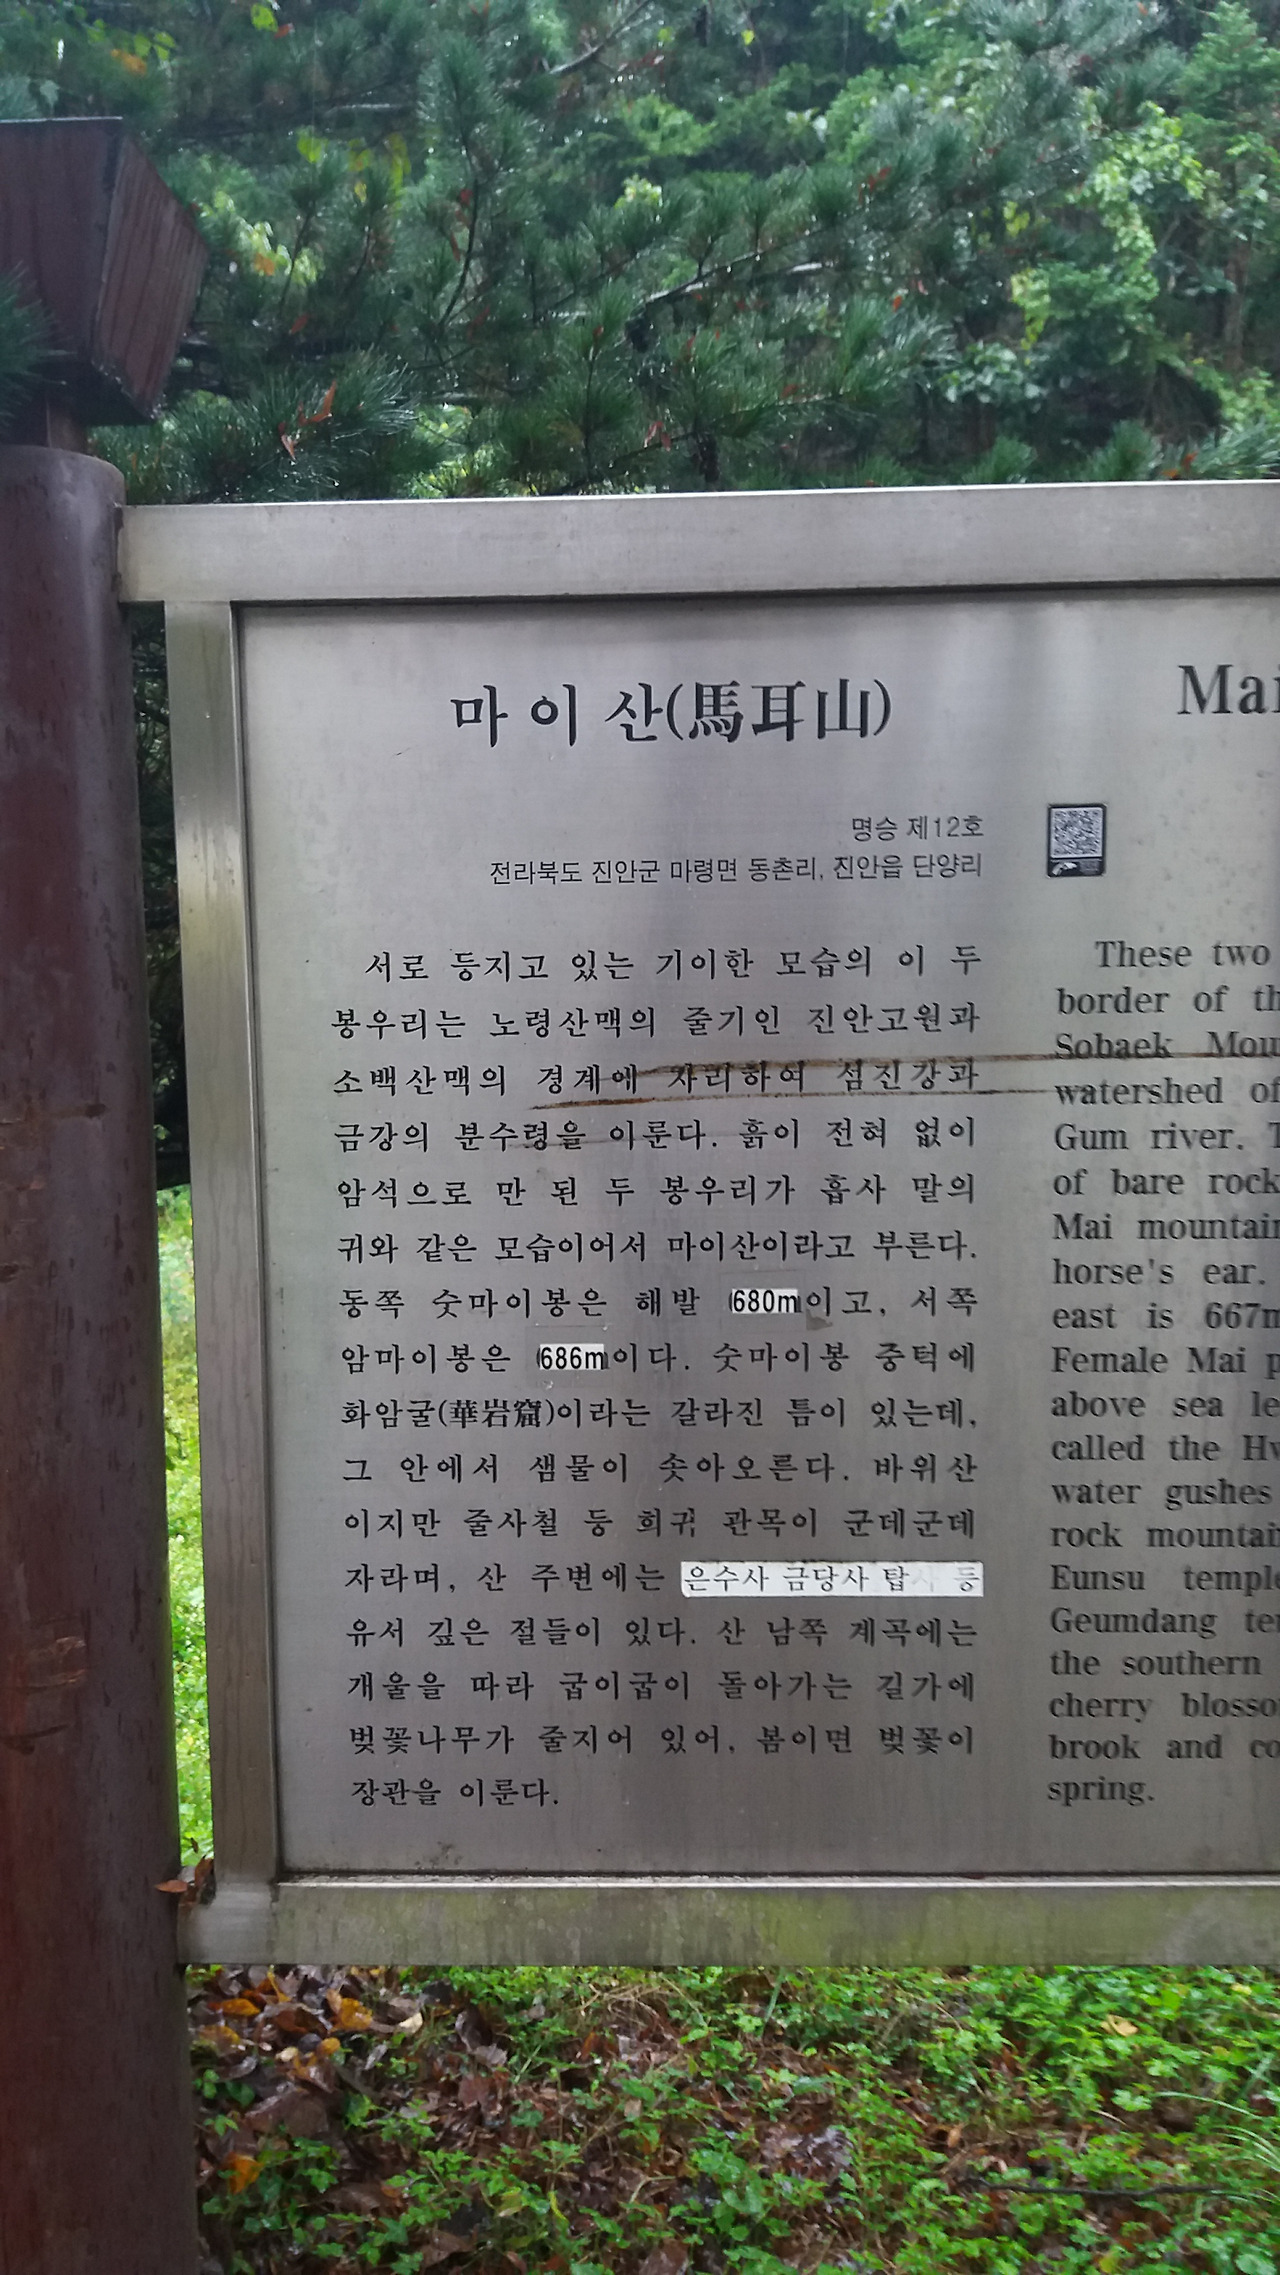 마이산(馬耳山)
명승 제12호
전라북도 진안군 마령면 동촌리, 진안읍 단양리
서로 등지고 있는 기이한 모습의 이 두
봉우리는 노령산맥의 줄기인 진안고원과
소백산맥의 경계에 자리하여 섬진강과
금강의 분수령을 이룬다. 흙이 전혀 없이
암석으로 만 된 두 봉우리가 흡사 말의
귀와 같은 모습이어서 마이산이라고 부른다.
동쪽 숫마이봉은 해발 680m이고, 서쪽
암마이봉은 686m이다. 숫마이봉 중턱에
화암굴(華岩窟)이라는 갈라진 틈이 있는데,
그 안에서 샘물이 솟아오른다. 바위산
이지만 줄사철 등 희귀 관목이 군데군데
자라며, 산 주변에는 은수사 금당사 탑사 등
유서 깊은 절들이 있다. 산 남쪽 계곡에는
개울을 따라 굽이굽이 돌아가는 길가에
벚꽃나무가 줄지어 있어, 봄이면 벚꽃이
장관을 이룬다.
Mai
These two
border of th
Sobaek Mou
watershed of
Gum river. T
of bare rock
Mai mountain
horse's ear.
east is 667m
Female Mai p
above sea le
called the Hw
water gushes
rock mountain
Eunsu temple
Geumdang te
the southern
cherry blosso
brook and co
spring.